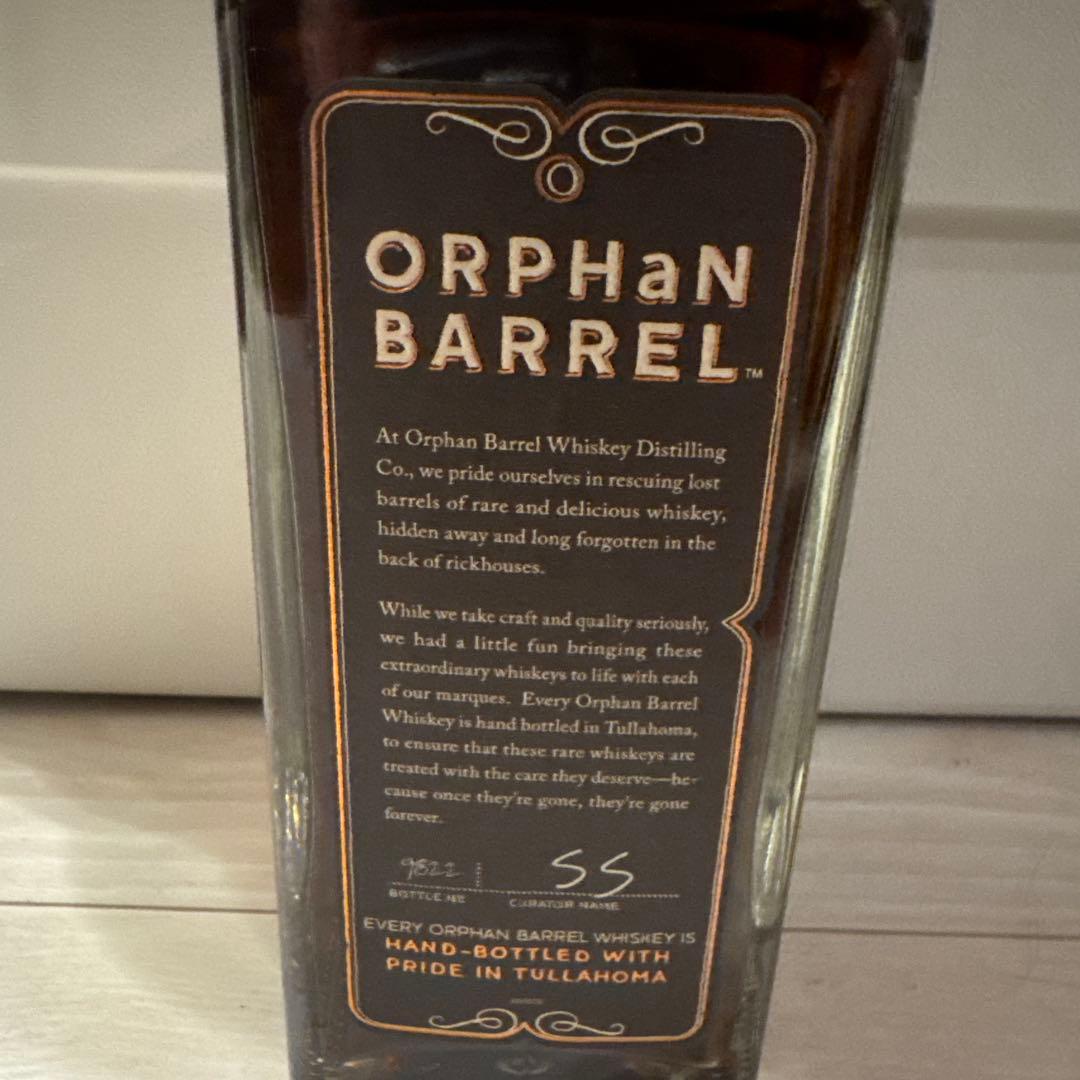 O
ORPHaN
BARREL™
At Orphan Barrel Whiskey Distilling
Co., we pride ourselves in rescuing lost
barrels of rare and delicious whiskey,
hidden away and long forgotten in the
back of rickhouses.
While we take craft and quality seriously,
we had a little fun bringing these
extraordinary whiskeys to life with each
of our marques. Every Orphan Barrel
Whiskey is hand bottled in Tullahoma,
to ensure that these rare whiskeys are
treated with the care they deserve—be-
cause once they're gone, they're gone
forever.
9822 SS
BOTTLE Nº CURATOR NAME
EVERY ORPHAN BARREL WHISKEY IS
HAND-BOTTLED WITH
PRIDE IN TULLAHOMA